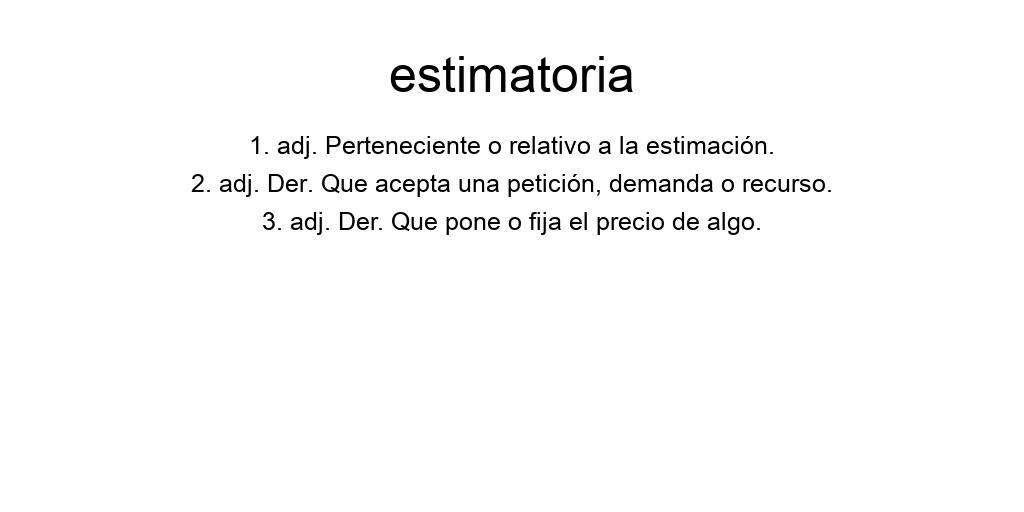 estimatoria
1. adj. Perteneciente o relativo a la estimación.
2. adj. Der. Que acepta una petición, demanda o recurso.
3. adj. Der. Que pone o fija el precio de algo.